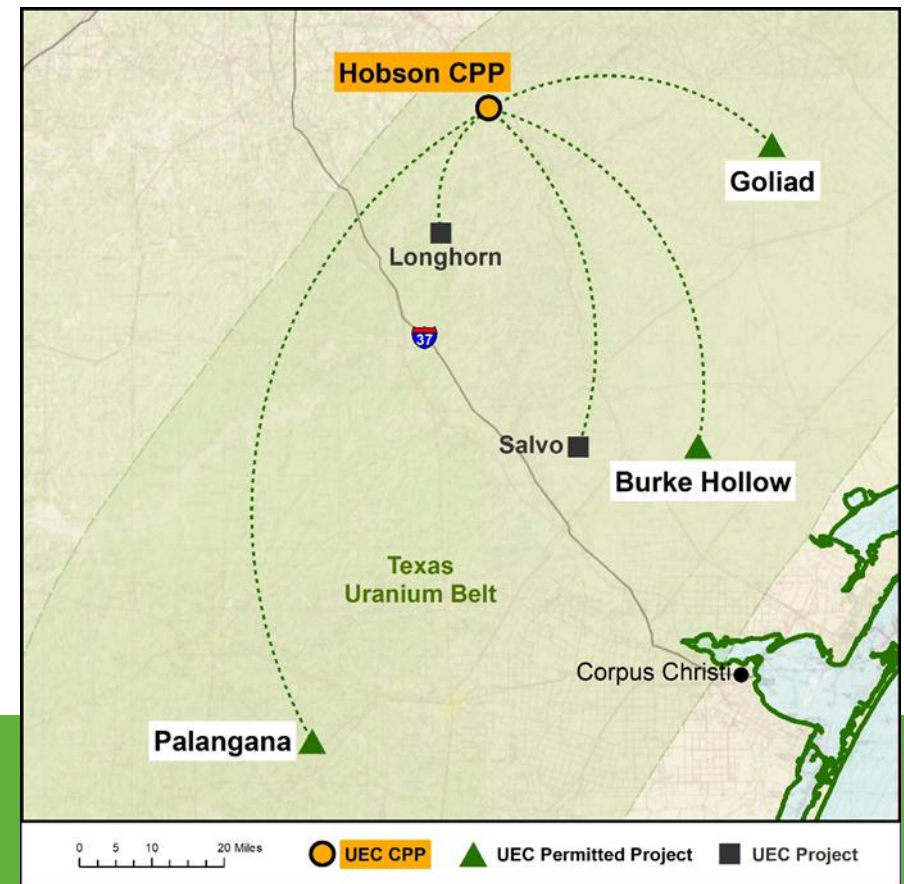 Hobson CPP
Goliad
Longhorn
37
Salvo
Burke Hollow
Texas
Uranium Belt
Corpus Christi
Palangana
0 5 10 20 Miles
UEC CPP
UEC Permitted Project
UEC Project